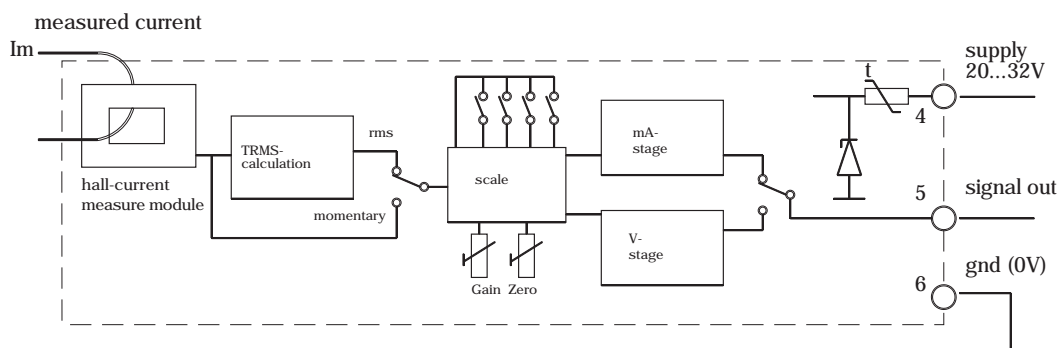 measured current
Im
supply
20...32V
t
4
rms
TRMS-
calculation
mA-
stage
hall-current
measure module
scale
momentary
5
signal out
V-
stage
gnd (0V)
6
Gain Zero